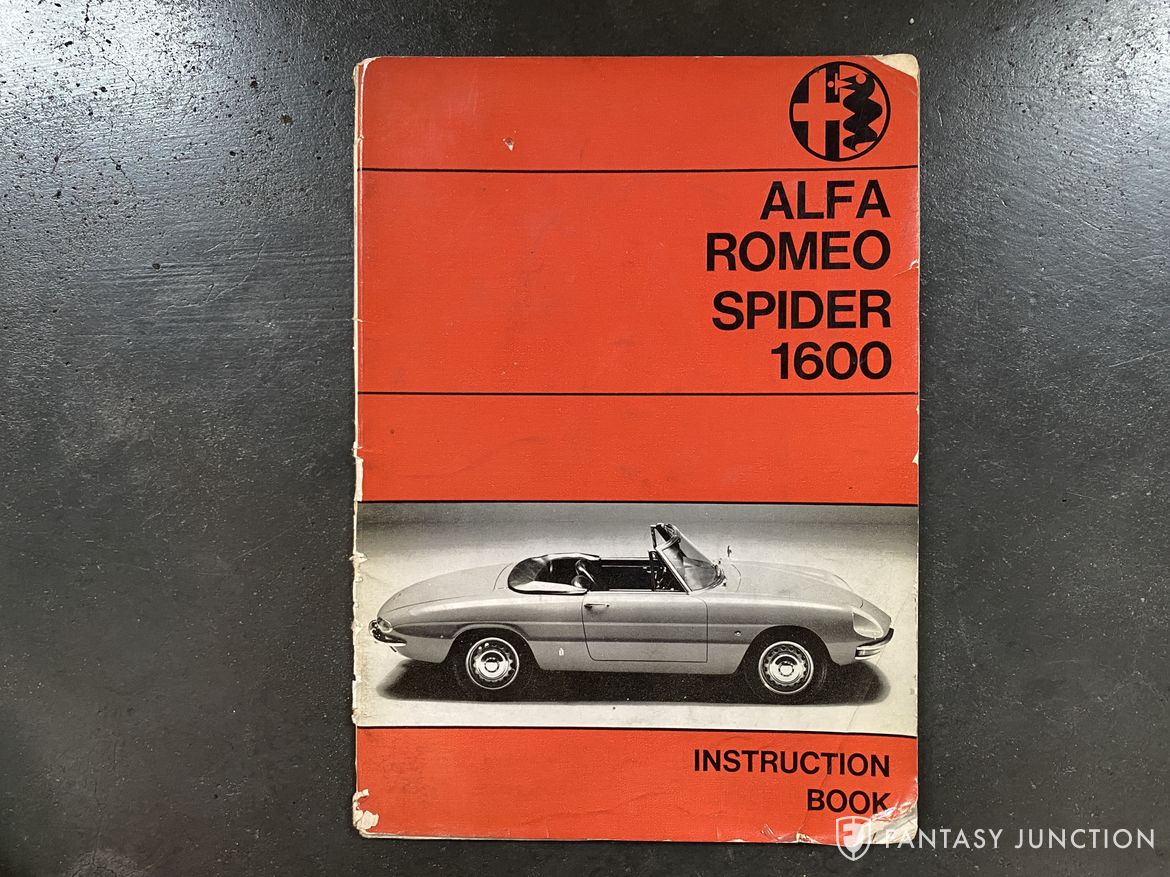 ALFA
ROMEO
SPIDER
1600
INSTRUCTION
BOOK
FANTASY JUNCTION